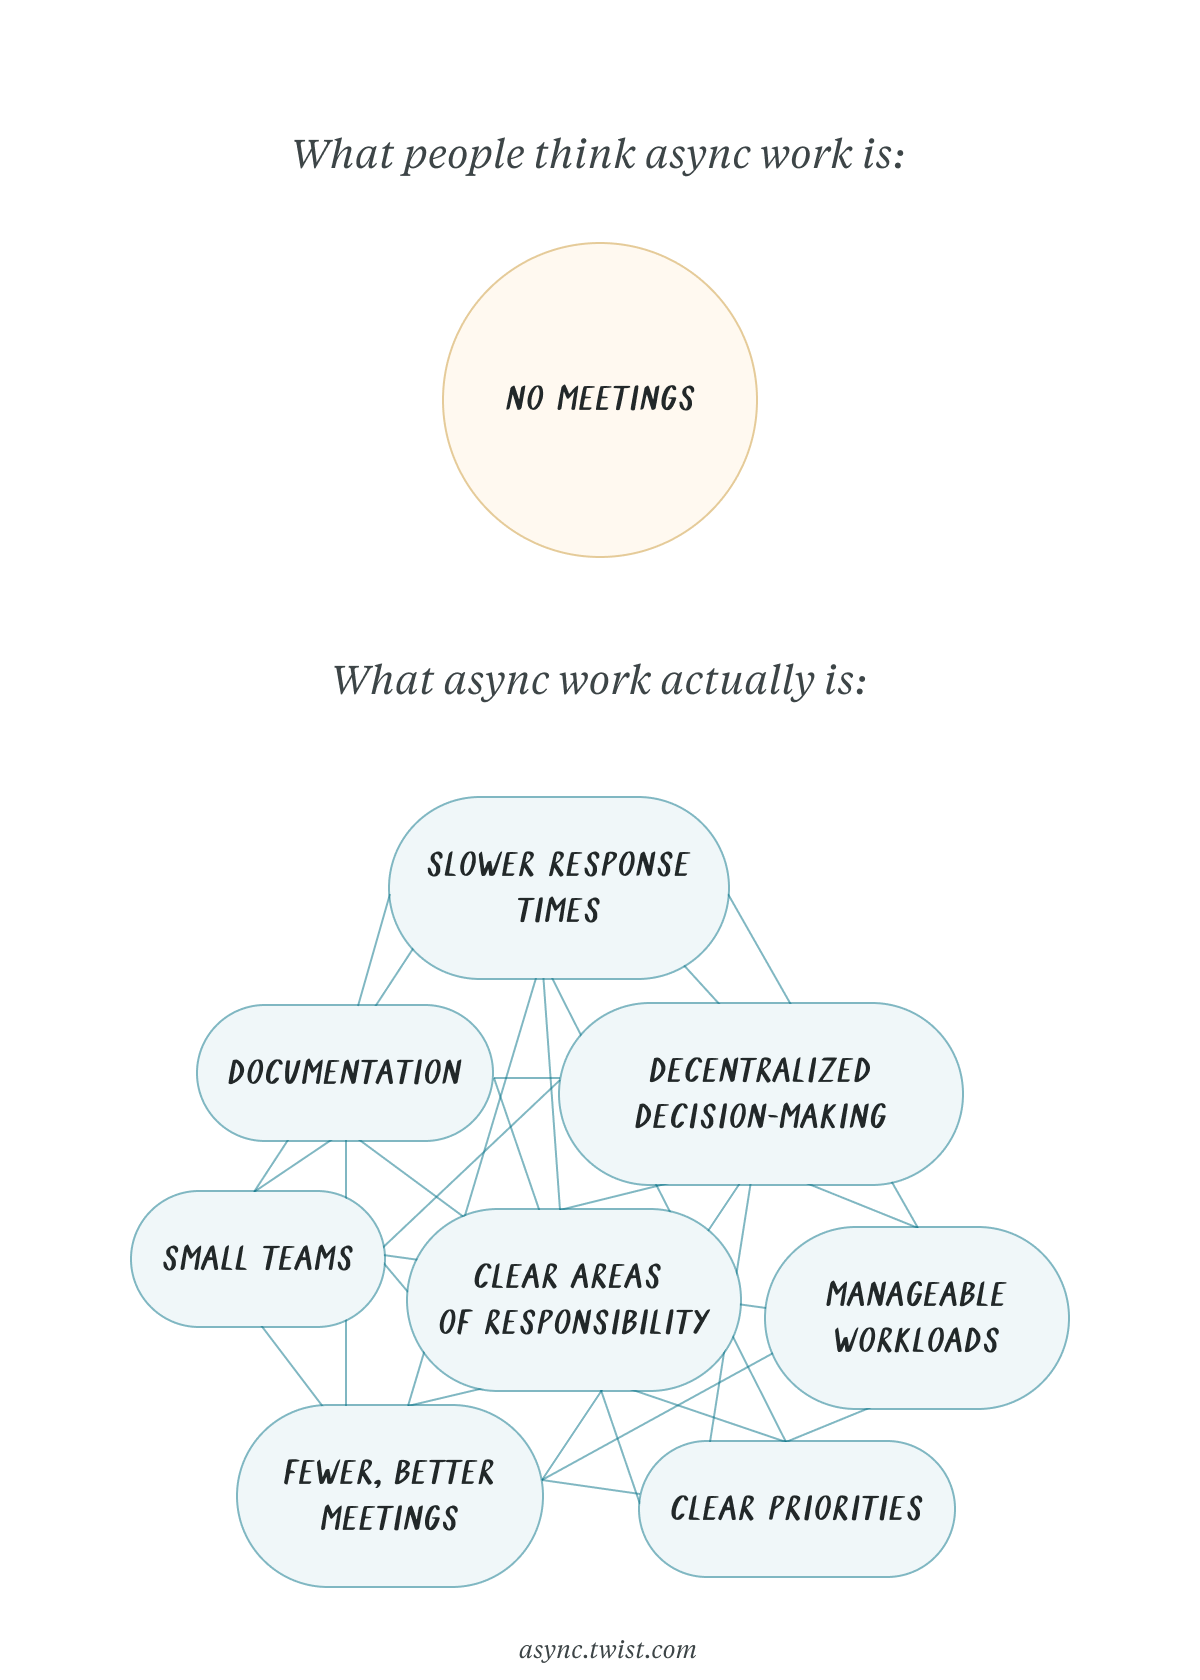 What people think async work is:
NO MEETINGS
What async work actually is:
SLOWER RESPONSE
TIMES
DOCUMENTATION
DECENTRALIZED
DECISION-MAKING
SMALL TEAMS
CLEAR AREAS
OF RESPONSIBILITY
MANAGEABLE
WORKLOADS
FEWER, BETTER
MEETINGS
CLEAR PRIORITIES
async.twist.com